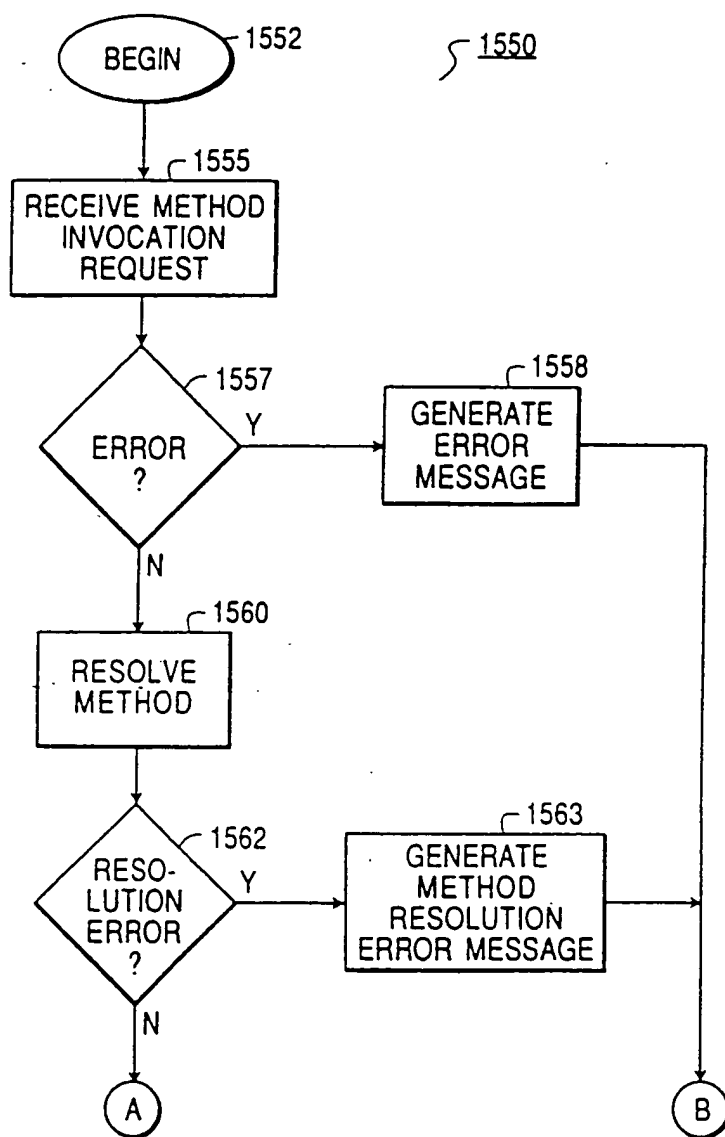 BEGIN
1552
1550
1555
RECEIVE METHOD
INVOCATION
REQUEST
1557
ERROR
?
Y
N
1558
GENERATE
ERROR
MESSAGE
1560
RESOLVE
METHOD
1562
RESO-
LUTION
ERROR
?
Y
N
1563
GENERATE
METHOD
RESOLUTION
ERROR MESSAGE
A
B